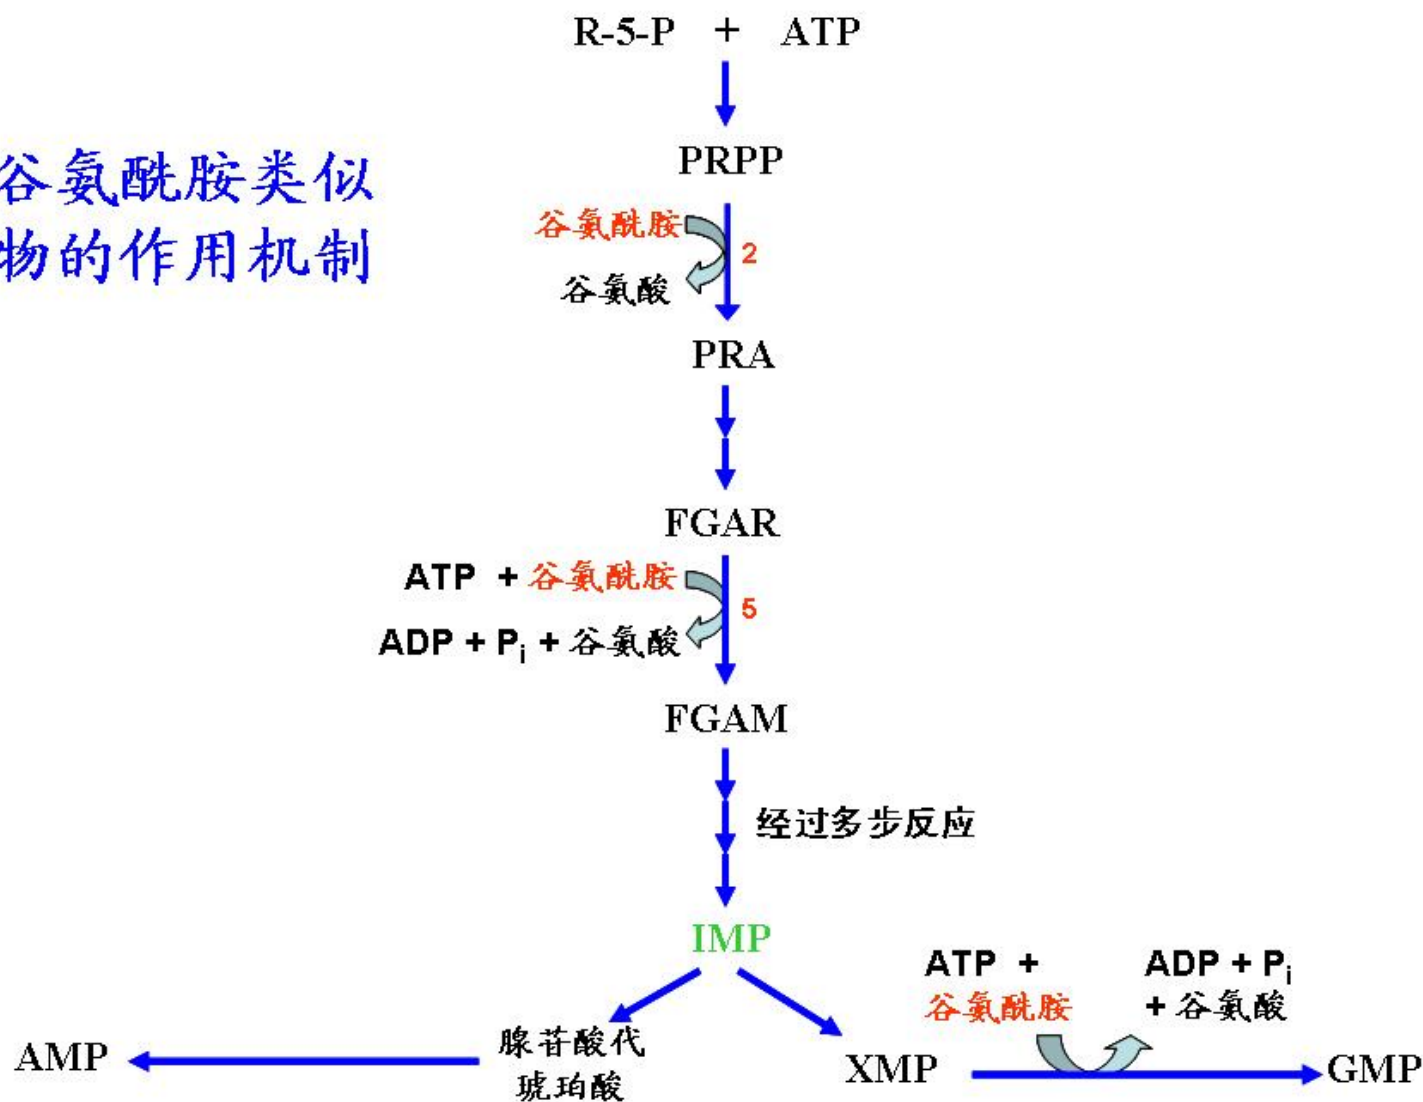 R-5-P + ATP
谷氨酰胺类似
物的作用机制
PRPP
谷氨酰胺
2
谷氨酸
PRA
FGAR
ATP + 谷氨酰胺
5
ADP + Pi + 谷氨酸
FGAM
经过多步反应
IMP
ATP +
谷氨酰胺
ADP + Pi
+ 谷氨酸
AMP
腺苷酸代
琥珀酸
XMP
GMP